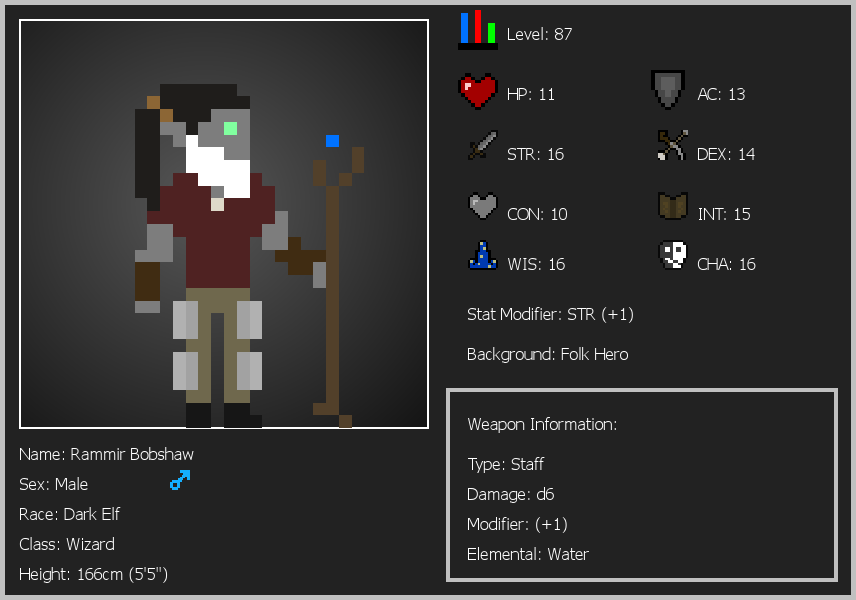 Level: 87
HP: 11
AC: 13
STR: 16
DEX: 14
CON: 10
INT: 15
WIS: 16
CHA: 16
Stat Modifier: STR (+1)
Background: Folk Hero
Weapon Information:
Type: Staff
Damage: d6
Modifier: (+1)
Elemental: Water
Name: Rammir Bobshaw
Sex: Male
Race: Dark Elf
Class: Wizard
Height: 166cm (5'5")